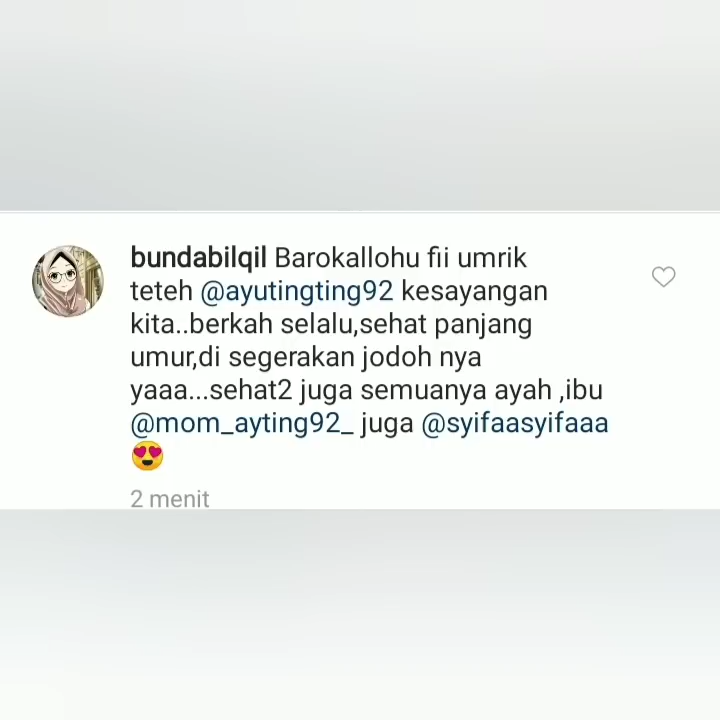 bundabilqil Barokallohu fii umrik
teteh @ayutingting92 kesayangan
kita..berkah selalu,sehat panjang
umur,di segerakan jodoh nya
yaaa...sehat2 juga semuanya ayah ,ibu
@mom_ayting92_ juga @syifaasyifaaa
😍
2 menit